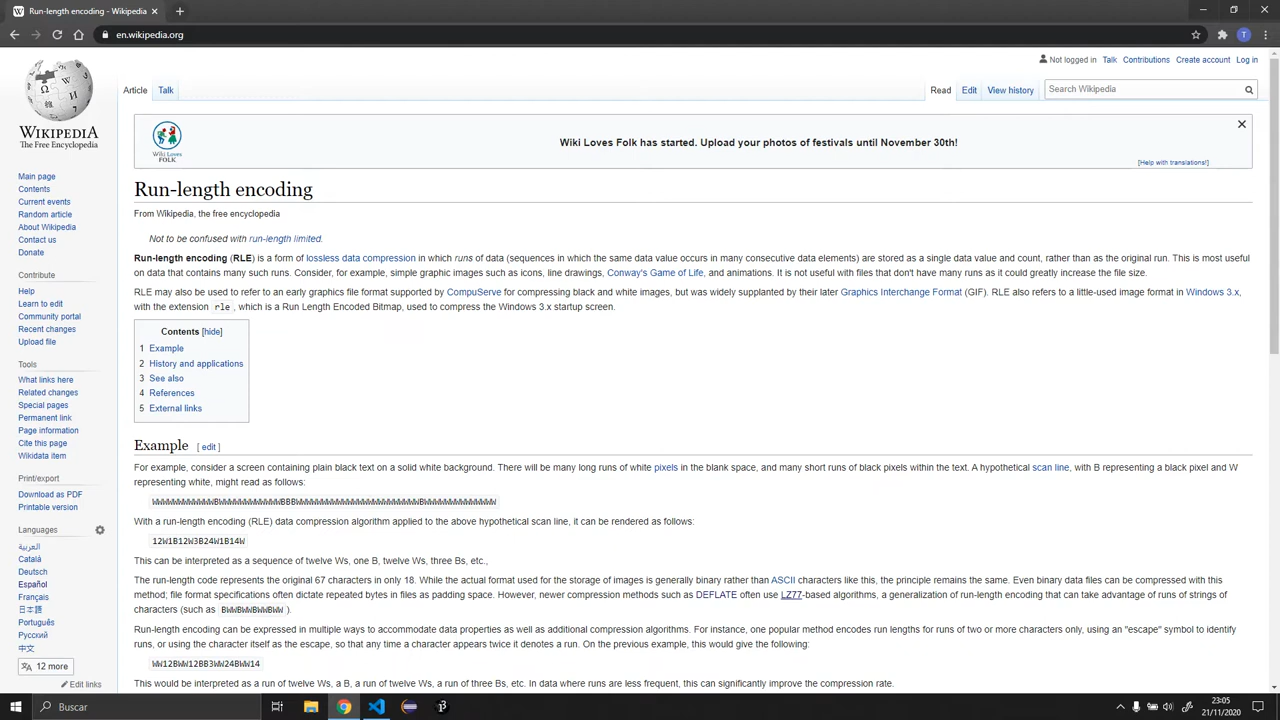 Run-length encoding - Wikipedia
en.wikipedia.org
Not logged in Talk Contributions Create account Log in
Article Talk Read Edit View history Search Wikipedia
WIKIPEDIA
The Free Encyclopedia
Wiki Loves
FOLK
Wiki Loves Folk has started. Upload your photos of festivals until November 30th!
[Help with translations!]
Main page
Contents
Current events
Random article
About Wikipedia
Contact us
Donate
Contribute
Help
Learn to edit
Community portal
Recent changes
Upload file
Tools
What links here
Related changes
Special pages
Permanent link
Page information
Cite this page
Wikidata item
Print/export
Download as PDF
Printable version
Languages
العربية
Català
Deutsch
Español
Français
日本語
Português
Русский
中文
12 more
Edit links
Run-length encoding
From Wikipedia, the free encyclopedia
Not to be confused with run-length limited.
Run-length encoding (RLE) is a form of lossless data compression in which runs of data (sequences in which the same data value occurs in many consecutive data elements) are stored as a single data value and count, rather than as the original run. This is most useful
on data that contains many such runs. Consider, for example, simple graphic images such as icons, line drawings, Conway's Game of Life, and animations. It is not useful with files that don't have many runs as it could greatly increase the file size.
RLE may also be used to refer to an early graphics file format supported by CompuServe for compressing black and white images, but was widely supplanted by their later Graphics Interchange Format (GIF). RLE also refers to a little-used image format in Windows 3.x,
with the extension rle, which is a Run Length Encoded Bitmap, used to compress the Windows 3.x startup screen.
Contents [hide]
1 Example
2 History and applications
3 See also
4 References
5 External links
Example [ edit ]
For example, consider a screen containing plain black text on a solid white background. There will be many long runs of white pixels in the blank space, and many short runs of black pixels within the text. A hypothetical scan line, with B representing a black pixel and W
representing white, might read as follows:
WWWWWWWWWWWWBWWWWWWWWWWWWBBBWWWWWWWWWWWWWWWWWWWWWWWWBWWWWWWWWWWWWWW
With a run-length encoding (RLE) data compression algorithm applied to the above hypothetical scan line, it can be rendered as follows:
12W1B12W3B24W1B14W
This can be interpreted as a sequence of twelve Ws, one B, twelve Ws, three Bs, etc.,
The run-length code represents the original 67 characters in only 18. While the actual format used for the storage of images is generally binary rather than ASCII characters like this, the principle remains the same. Even binary data files can be compressed with this
method; file format specifications often dictate repeated bytes in files as padding space. However, newer compression methods such as DEFLATE often use LZ77-based algorithms, a generalization of run-length encoding that can take advantage of runs of strings of
characters (such as BWWBWWBWWBWW ).
Run-length encoding can be expressed in multiple ways to accommodate data properties as well as additional compression algorithms. For instance, one popular method encodes run lengths for runs of two or more characters only, using an "escape" symbol to identify
runs, or using the character itself as the escape, so that any time a character appears twice it denotes a run. On the previous example, this would give the following:
WW12BWW12BB3WW24BWW14
This would be interpreted as a run of twelve Ws, a B, a run of twelve Ws, a run of three Bs, etc. In data where runs are less frequent, this can significantly improve the compression rate.
Buscar
23:05
21/11/2020